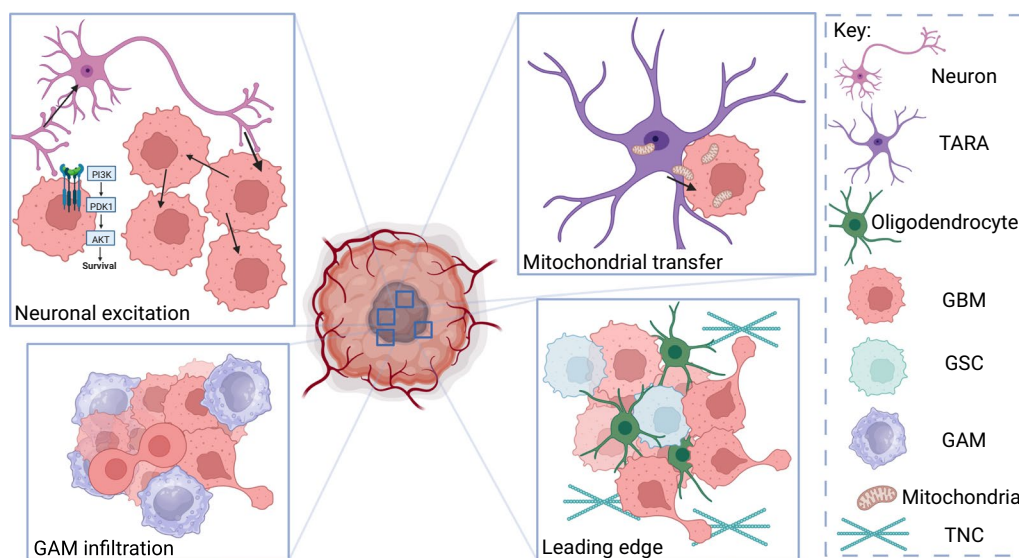 PI3K
PDK1
AKT
Survival
Neuronal excitation
Mitochondrial transfer
GAM infiltration
Leading edge
Key:
Neuron
TARA
Oligodendrocyte
GBM
GSC
GAM
Mitochondria
TNC